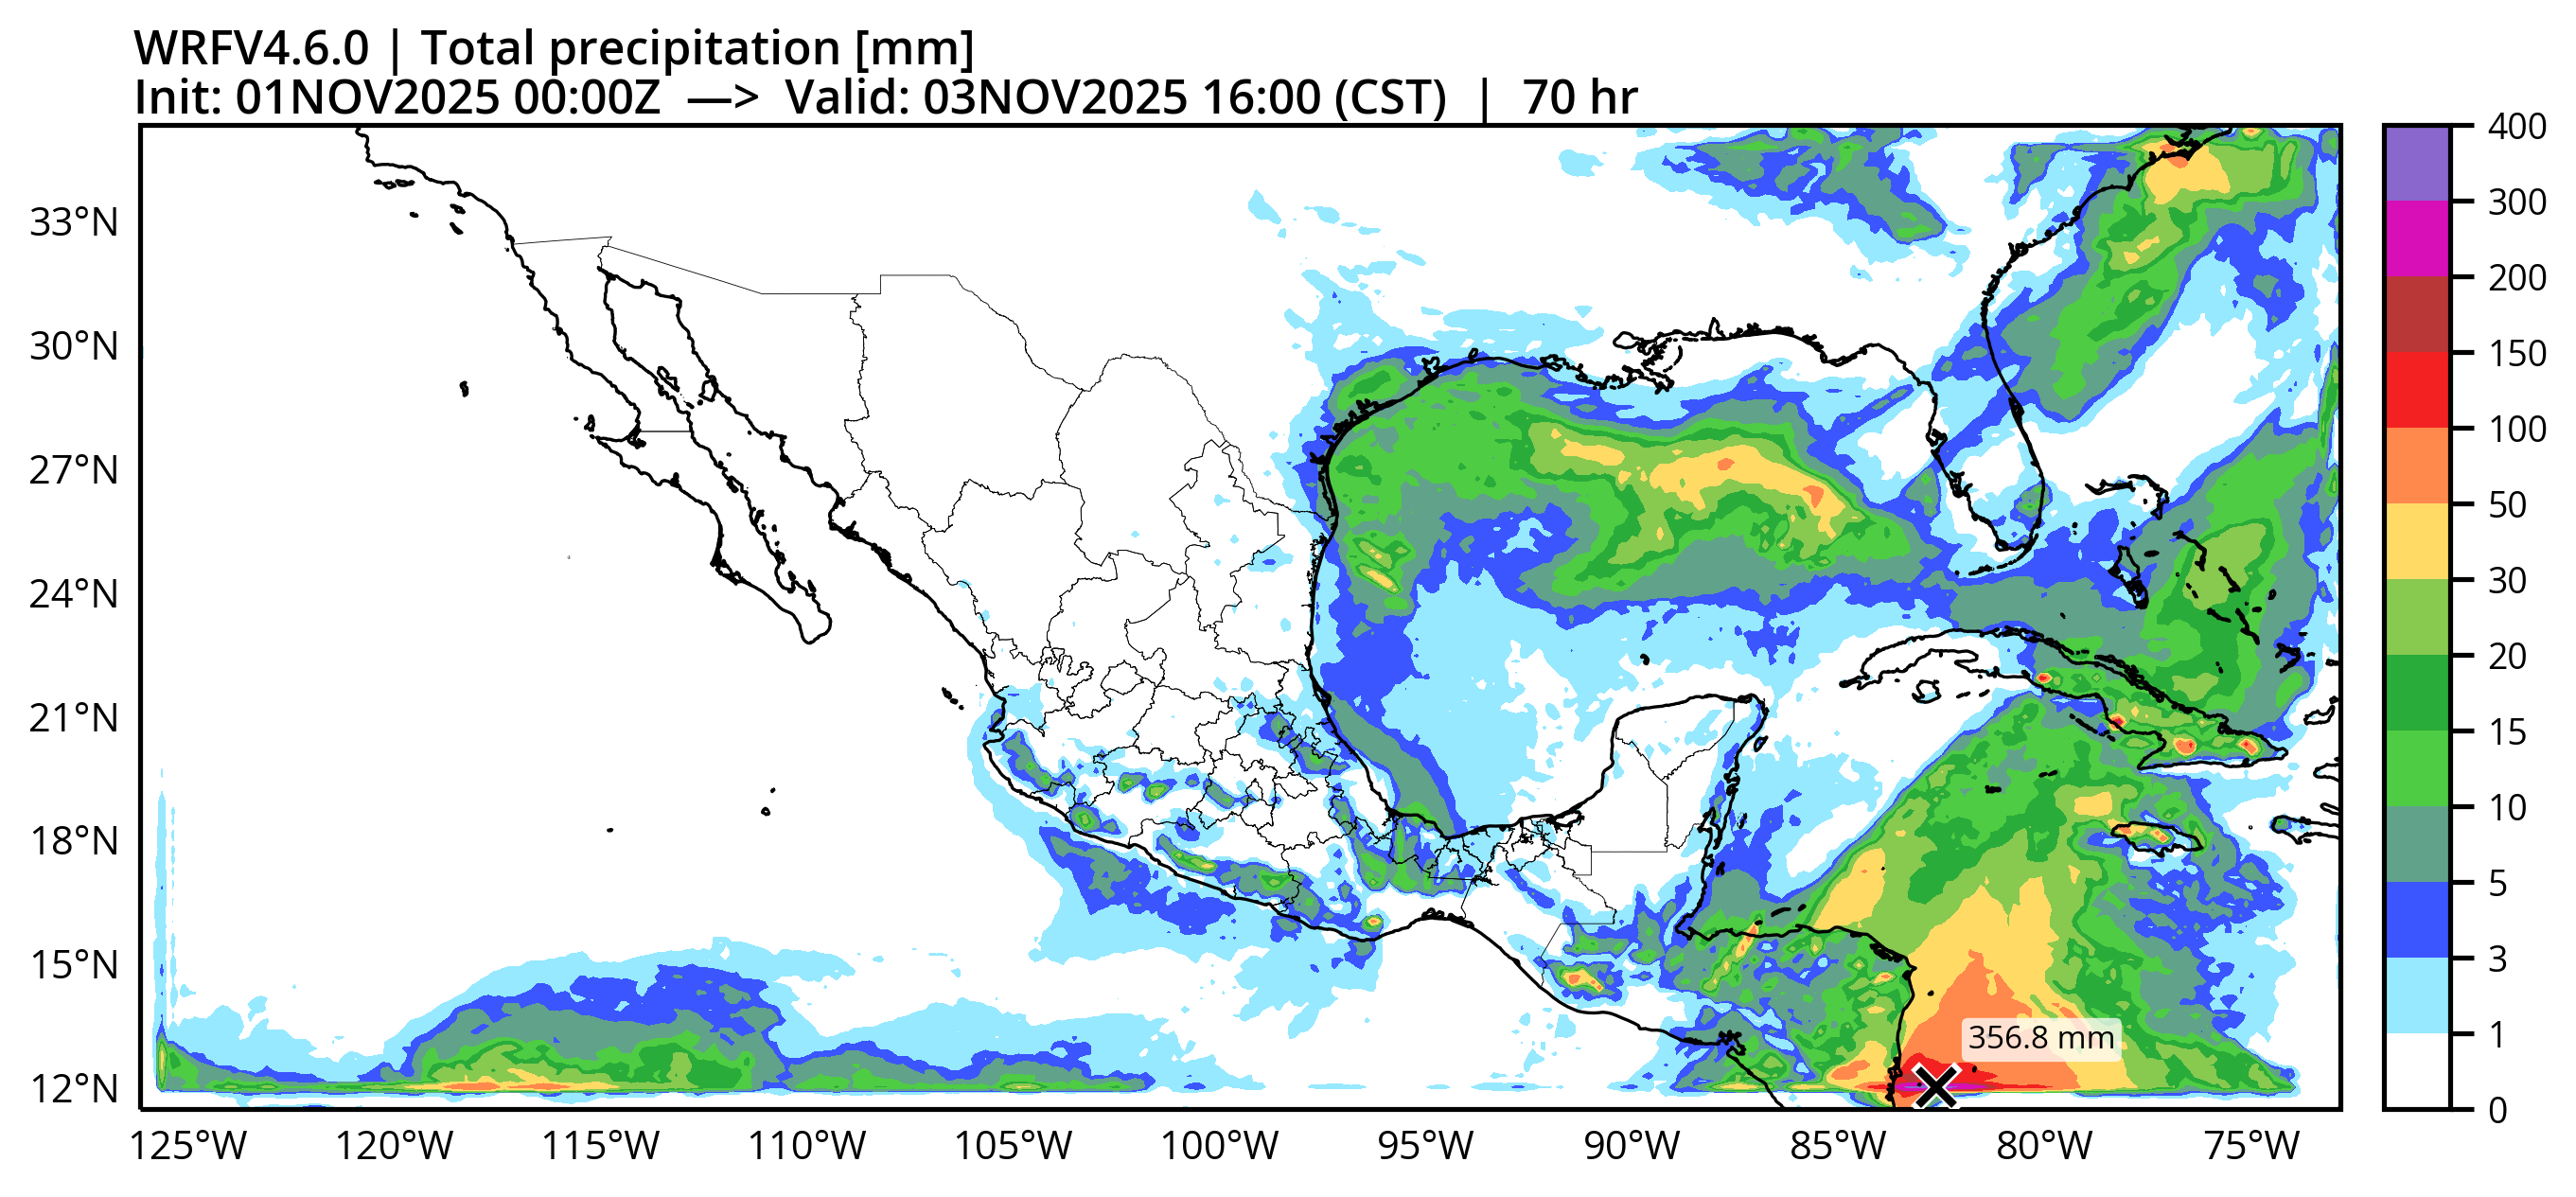 WRFV4.6.0 | Total precipitation [mm]
Init: 01NOV2025 00:00Z —> Valid: 03NOV2025 16:00 (CST) | 70 hr
33°N
30°N
27°N
24°N
21°N
18°N
15°N
12°N
125°W 120°W 115°W 110°W 105°W 100°W 95°W 90°W 85°W 80°W 75°W
356.8 mm
400
300
200
150
100
50
30
20
15
10
5
3
1
0